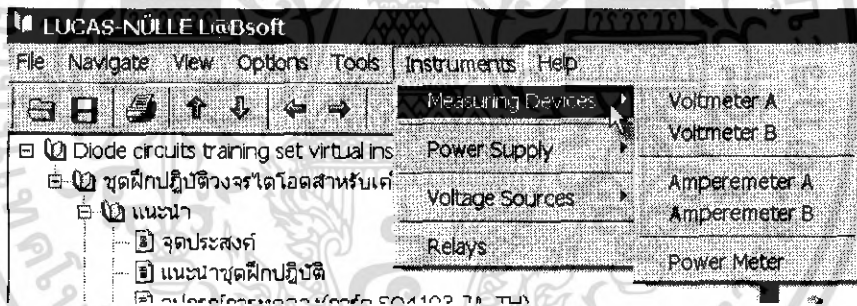 LUCAS-NÜLLE Li@Bsoft
File Navigate View Options Tools Instruments Help
Measuring Devices
Power Supply
Voltage Sources
Relays
Voltmeter A
Voltmeter B
Amperemeter A
Amperemeter B
Power Meter
Diode circuits training set virtual ins
ชุดฝึกปฏิบัติวงจรไดโอดสำหรับเค
แนะนำ
จุดประสงค์
แนะนำชุดฝึกปฏิบัติ